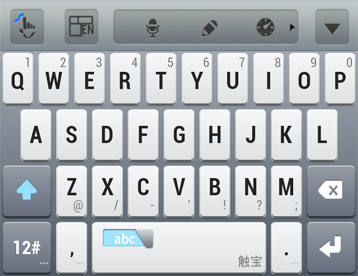 EN
1 2 3 4 5 6 7 8 9 0
Q W E R T Y U I O P
A S D F G H J K L
Z X C V B N M
@ / - ' ! ? ;
12# ... , abc 触宝 . ...